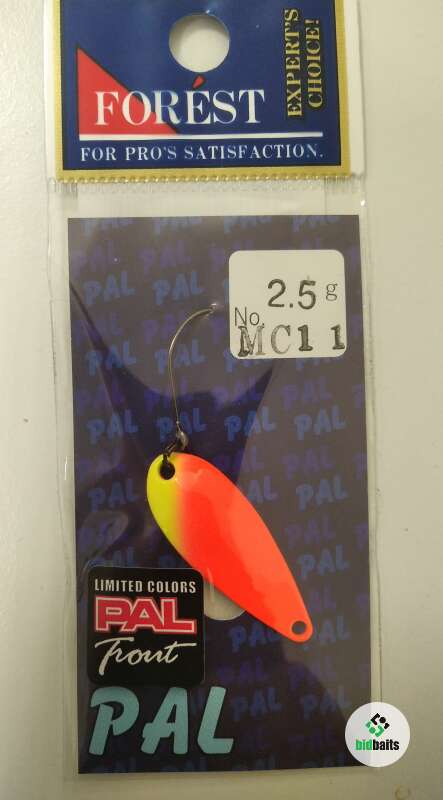 EXPERT'S
CHOICE!
FORÉST
FOR PRO'S SATISFACTION.
2.5 g
No
MC11
LIMITED COLORS
PAL
Trout
PAL
bidbaits